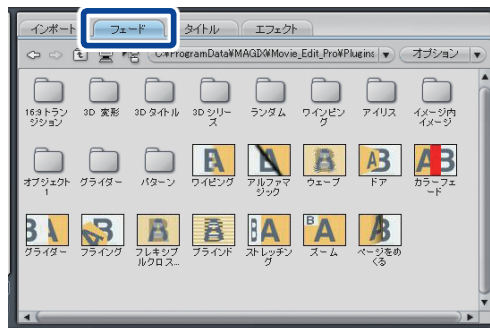 インポート フェード タイトル エフェクト
C:¥ProgramData¥MAGIX¥Movie_Edit_Pro¥Plugins オプション
16:9トラン
ジション
3D 変形
3D タイトル
3D シリー
ズ
ランダム
ワイピン
グ
アイリス
イメージ内
イメージ
オブジェクト
1
グライダー
パターン
ワイピング
アルファマ
ジック
ウェーブ
ドア
カラーフェ
ード
グライダー
フライング
フレキシブ
ルクロス...
ブラインド
ストレッチン
グ
ズーム
ページをめ
くる